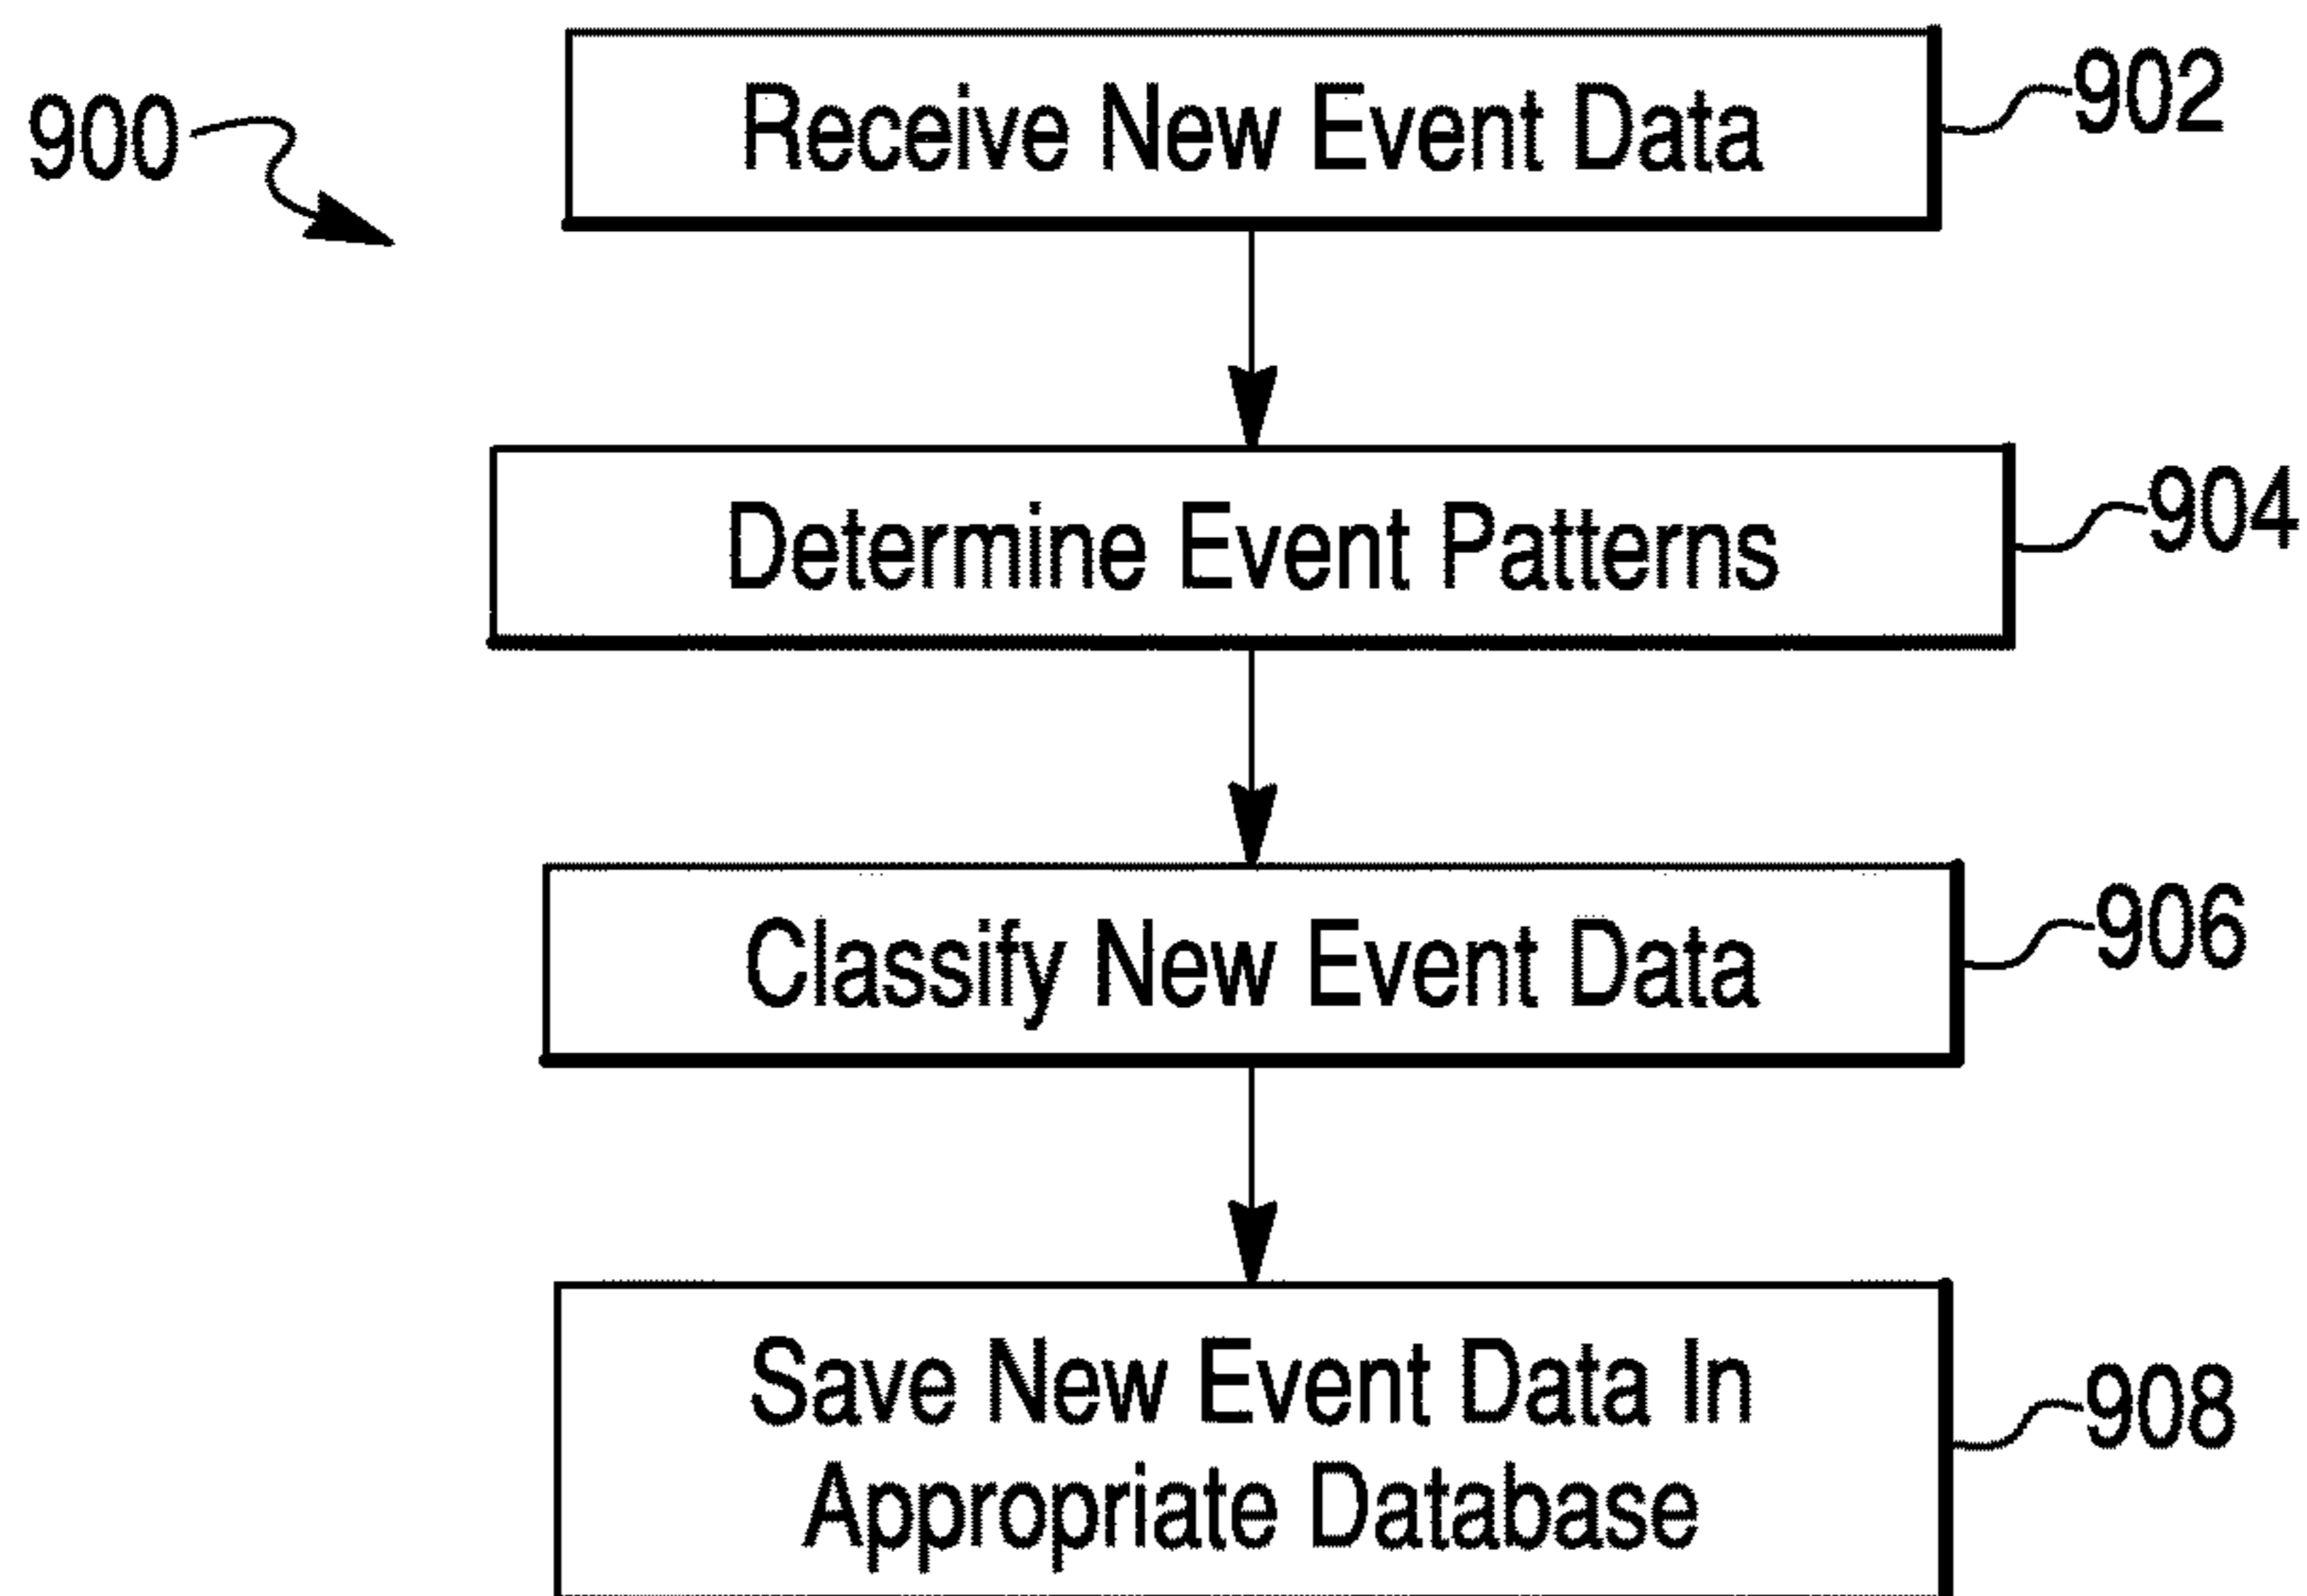 900
Receive New Event Data
902
Determine Event Patterns
904
Classify New Event Data
906
Save New Event Data In
Appropriate Database
908